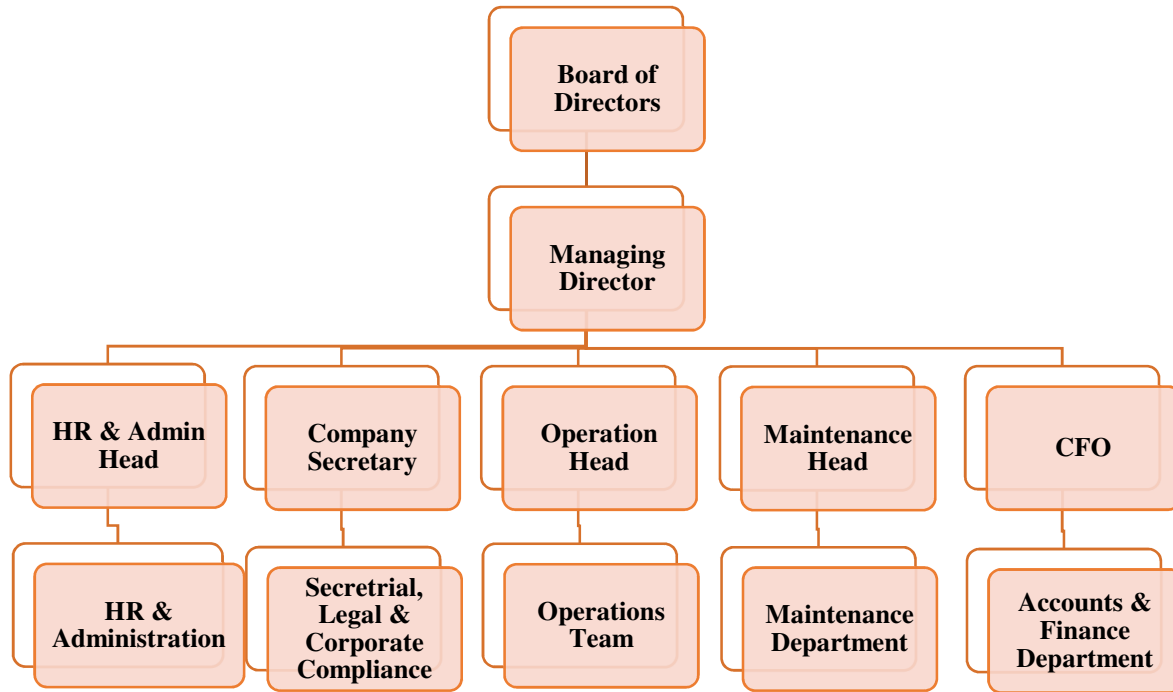 Board of
Directors
Managing
Director
HR & Admin
Head
Company
Secretary
Operation
Head
Maintenance
Head
CFO
HR &
Administration
Secretrial,
Legal &
Corporate
Compliance
Operations
Team
Maintenance
Department
Accounts &
Finance
Department